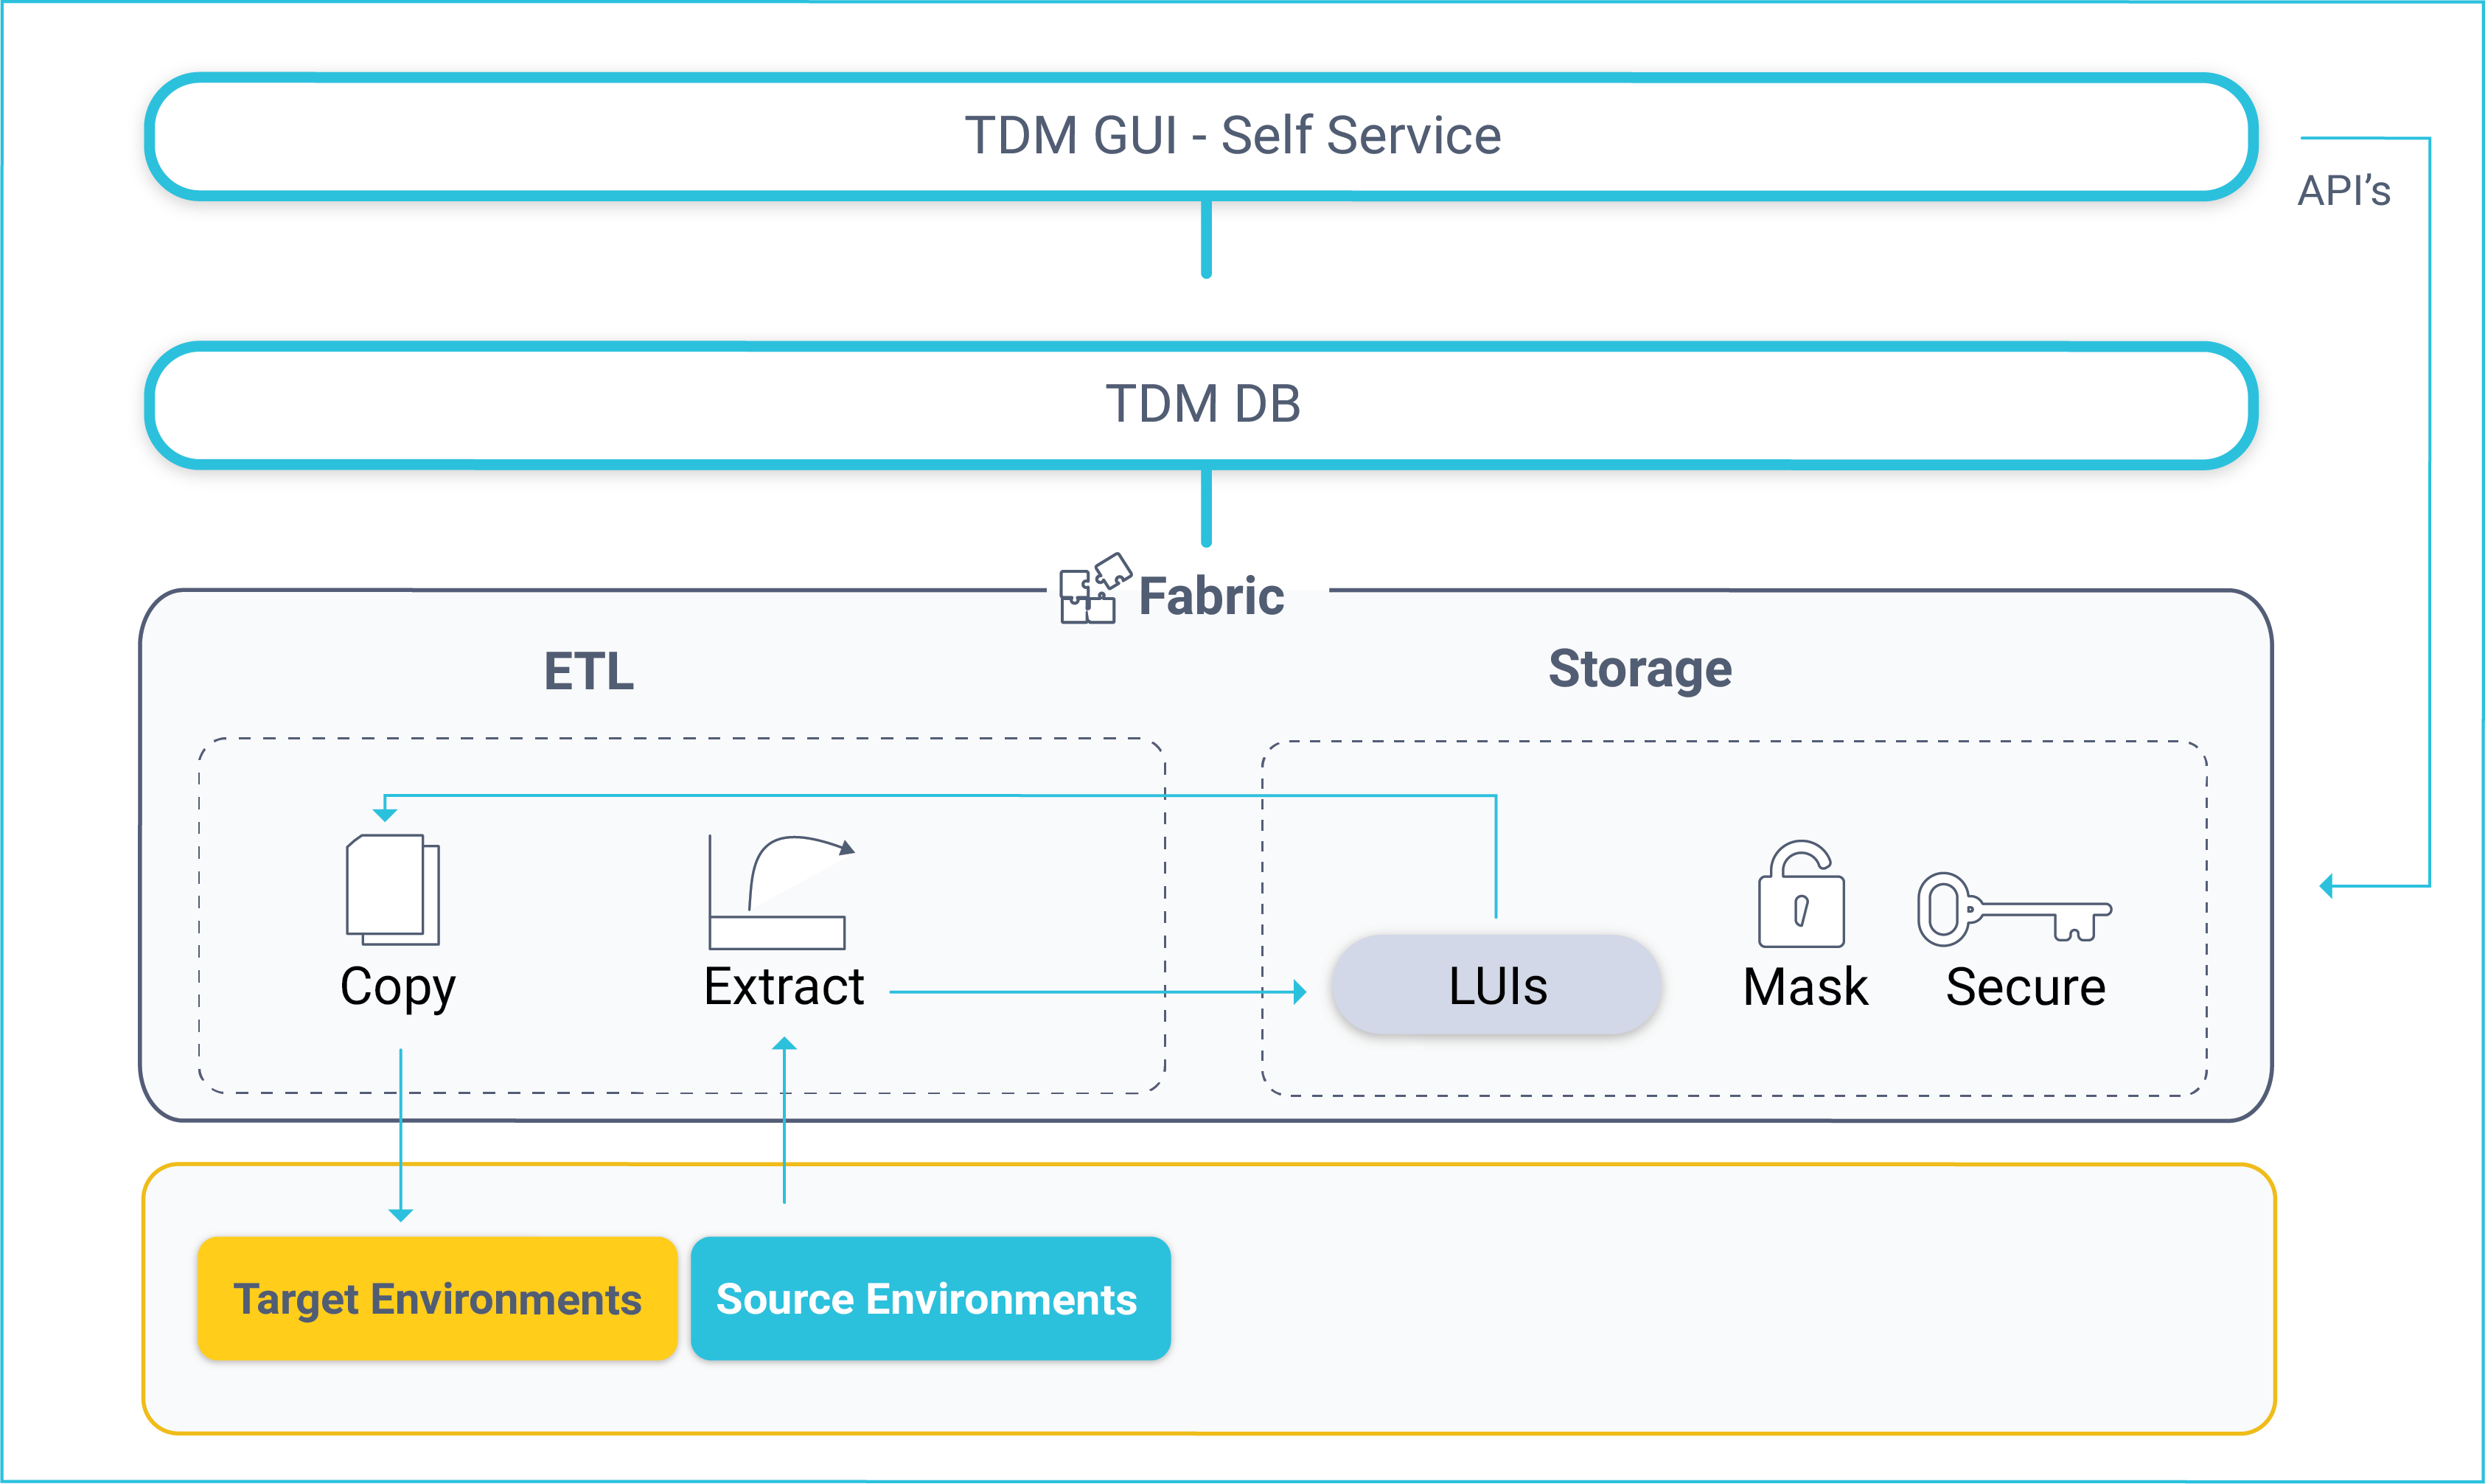 TDM GUI - Self Service
API's
TDM DB
Fabric
ETL
Storage
Copy
Extract
LUIs
Mask
Secure
Target Environments
Source Environments